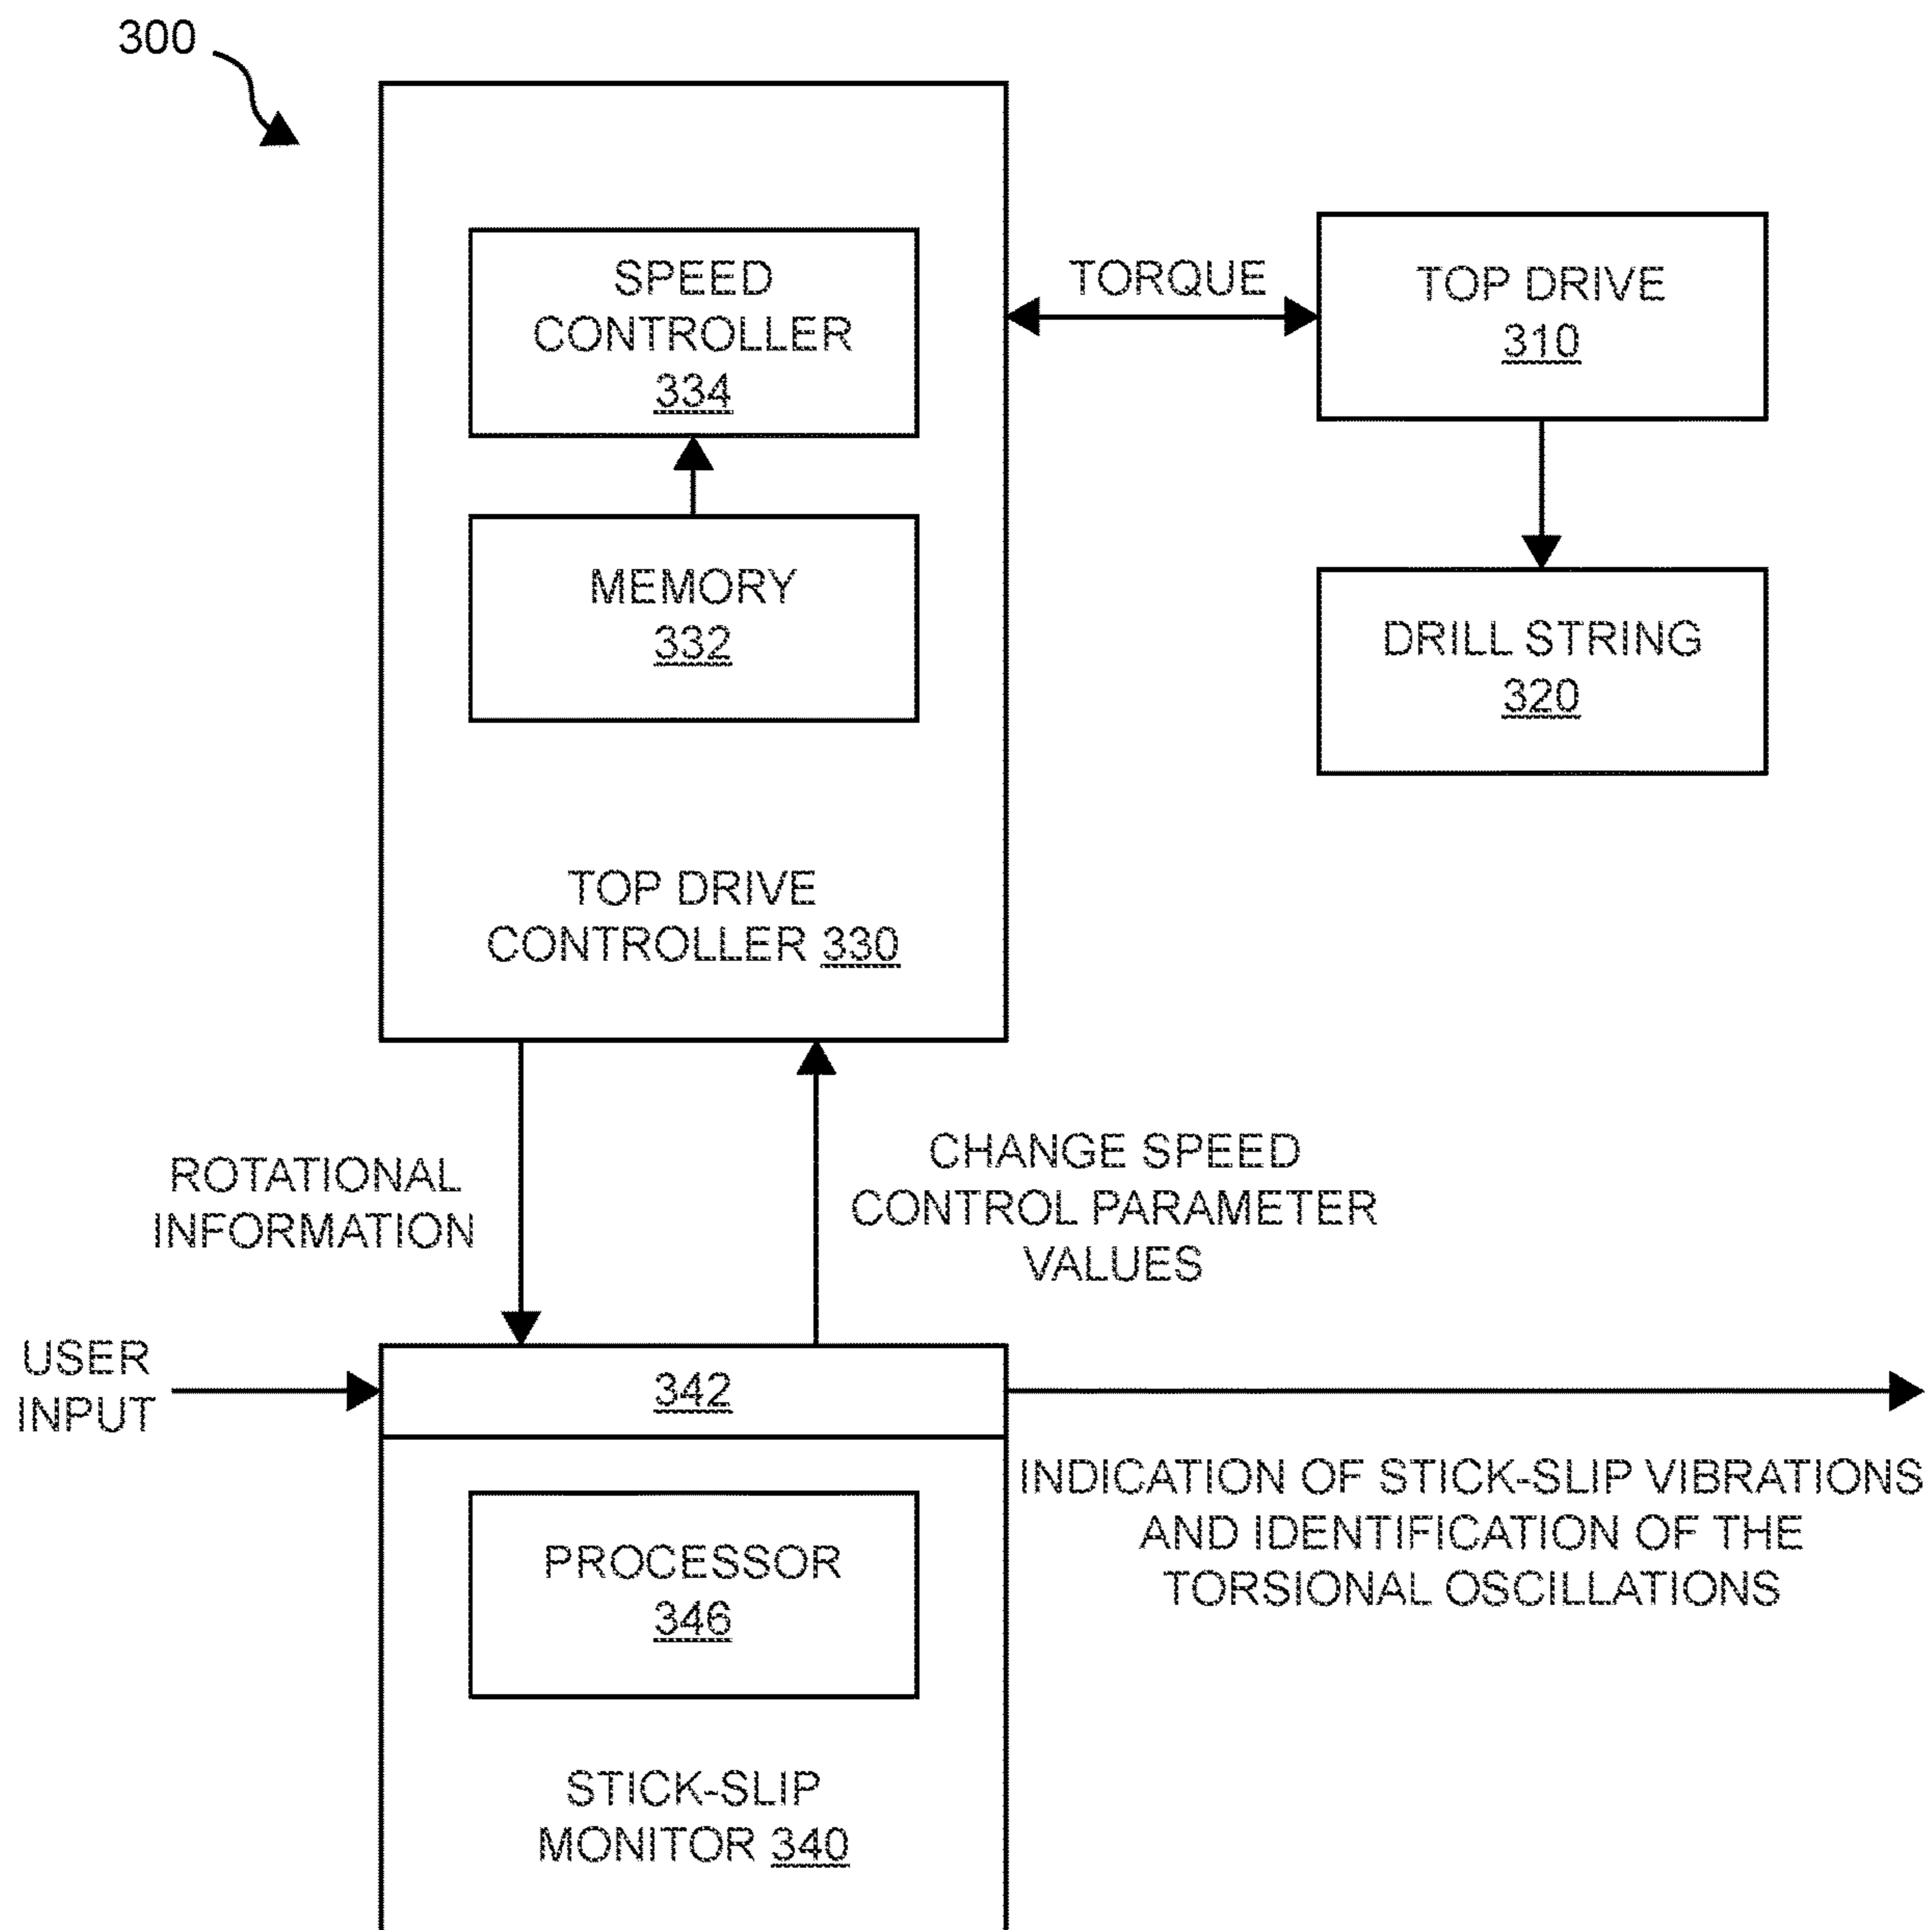 300
SPEED
CONTROLLER
334
TORQUE
TOP DRIVE
310
MEMORY
332
DRILL STRING
320
TOP DRIVE
CONTROLLER 330
ROTATIONAL
INFORMATION
CHANGE SPEED
CONTROL PARAMETER
VALUES
USER
INPUT
342
INDICATION OF STICK-SLIP VIBRATIONS
AND IDENTIFICATION OF THE
TORSIONAL OSCILLATIONS
PROCESSOR
346
STICK-SLIP
MONITOR 340